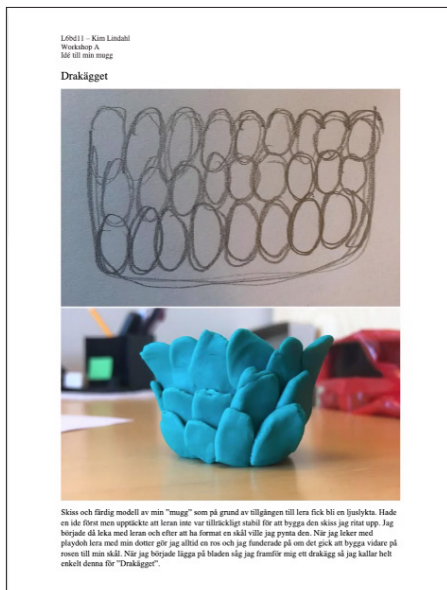 L6bd11 – Kim Lindahl
Workshop A
Idé till min mugg
Drakägget
Skiss och färdig modell av min "mugg" som på grund av tillgången till lera fick bli en ljuslykta. Hade
en ide först men upptäckte att leran inte var tillräckligt stabil för att bygga den skiss jag ritat upp. Jag
började då leka med leran och efter att ha format en skål ville jag pynta den. När jag leker med
playdoh lera med min dotter gör jag alltid en ros och jag funderade på om det gick att bygga vidare på
rosen till min skål. När jag började lägga på bladen såg jag framför mig ett drakägg så jag kallar helt
enkelt denna för "Drakägget".